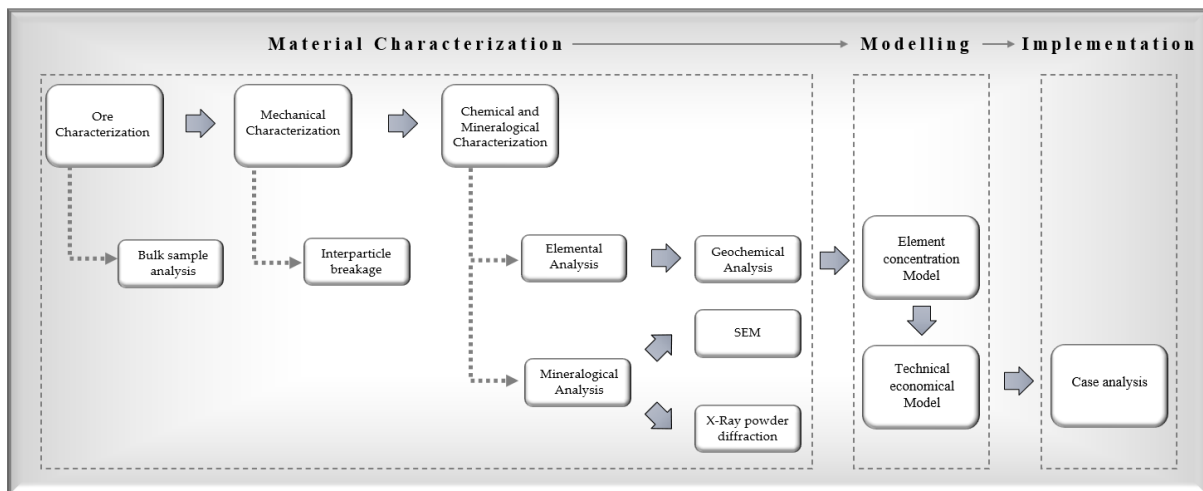 Material Characterization
Modelling
Implementation
Ore
Characterization
Mechanical
Characterization
Chemical and
Mineralogical
Characterization
Bulk sample
analysis
Interparticle
breakage
Elemental
Analysis
Geochemical
Analysis
Element
concentration
Model
SEM
Mineralogical
Analysis
X-Ray powder
diffraction
Technical
economical
Model
Case analysis